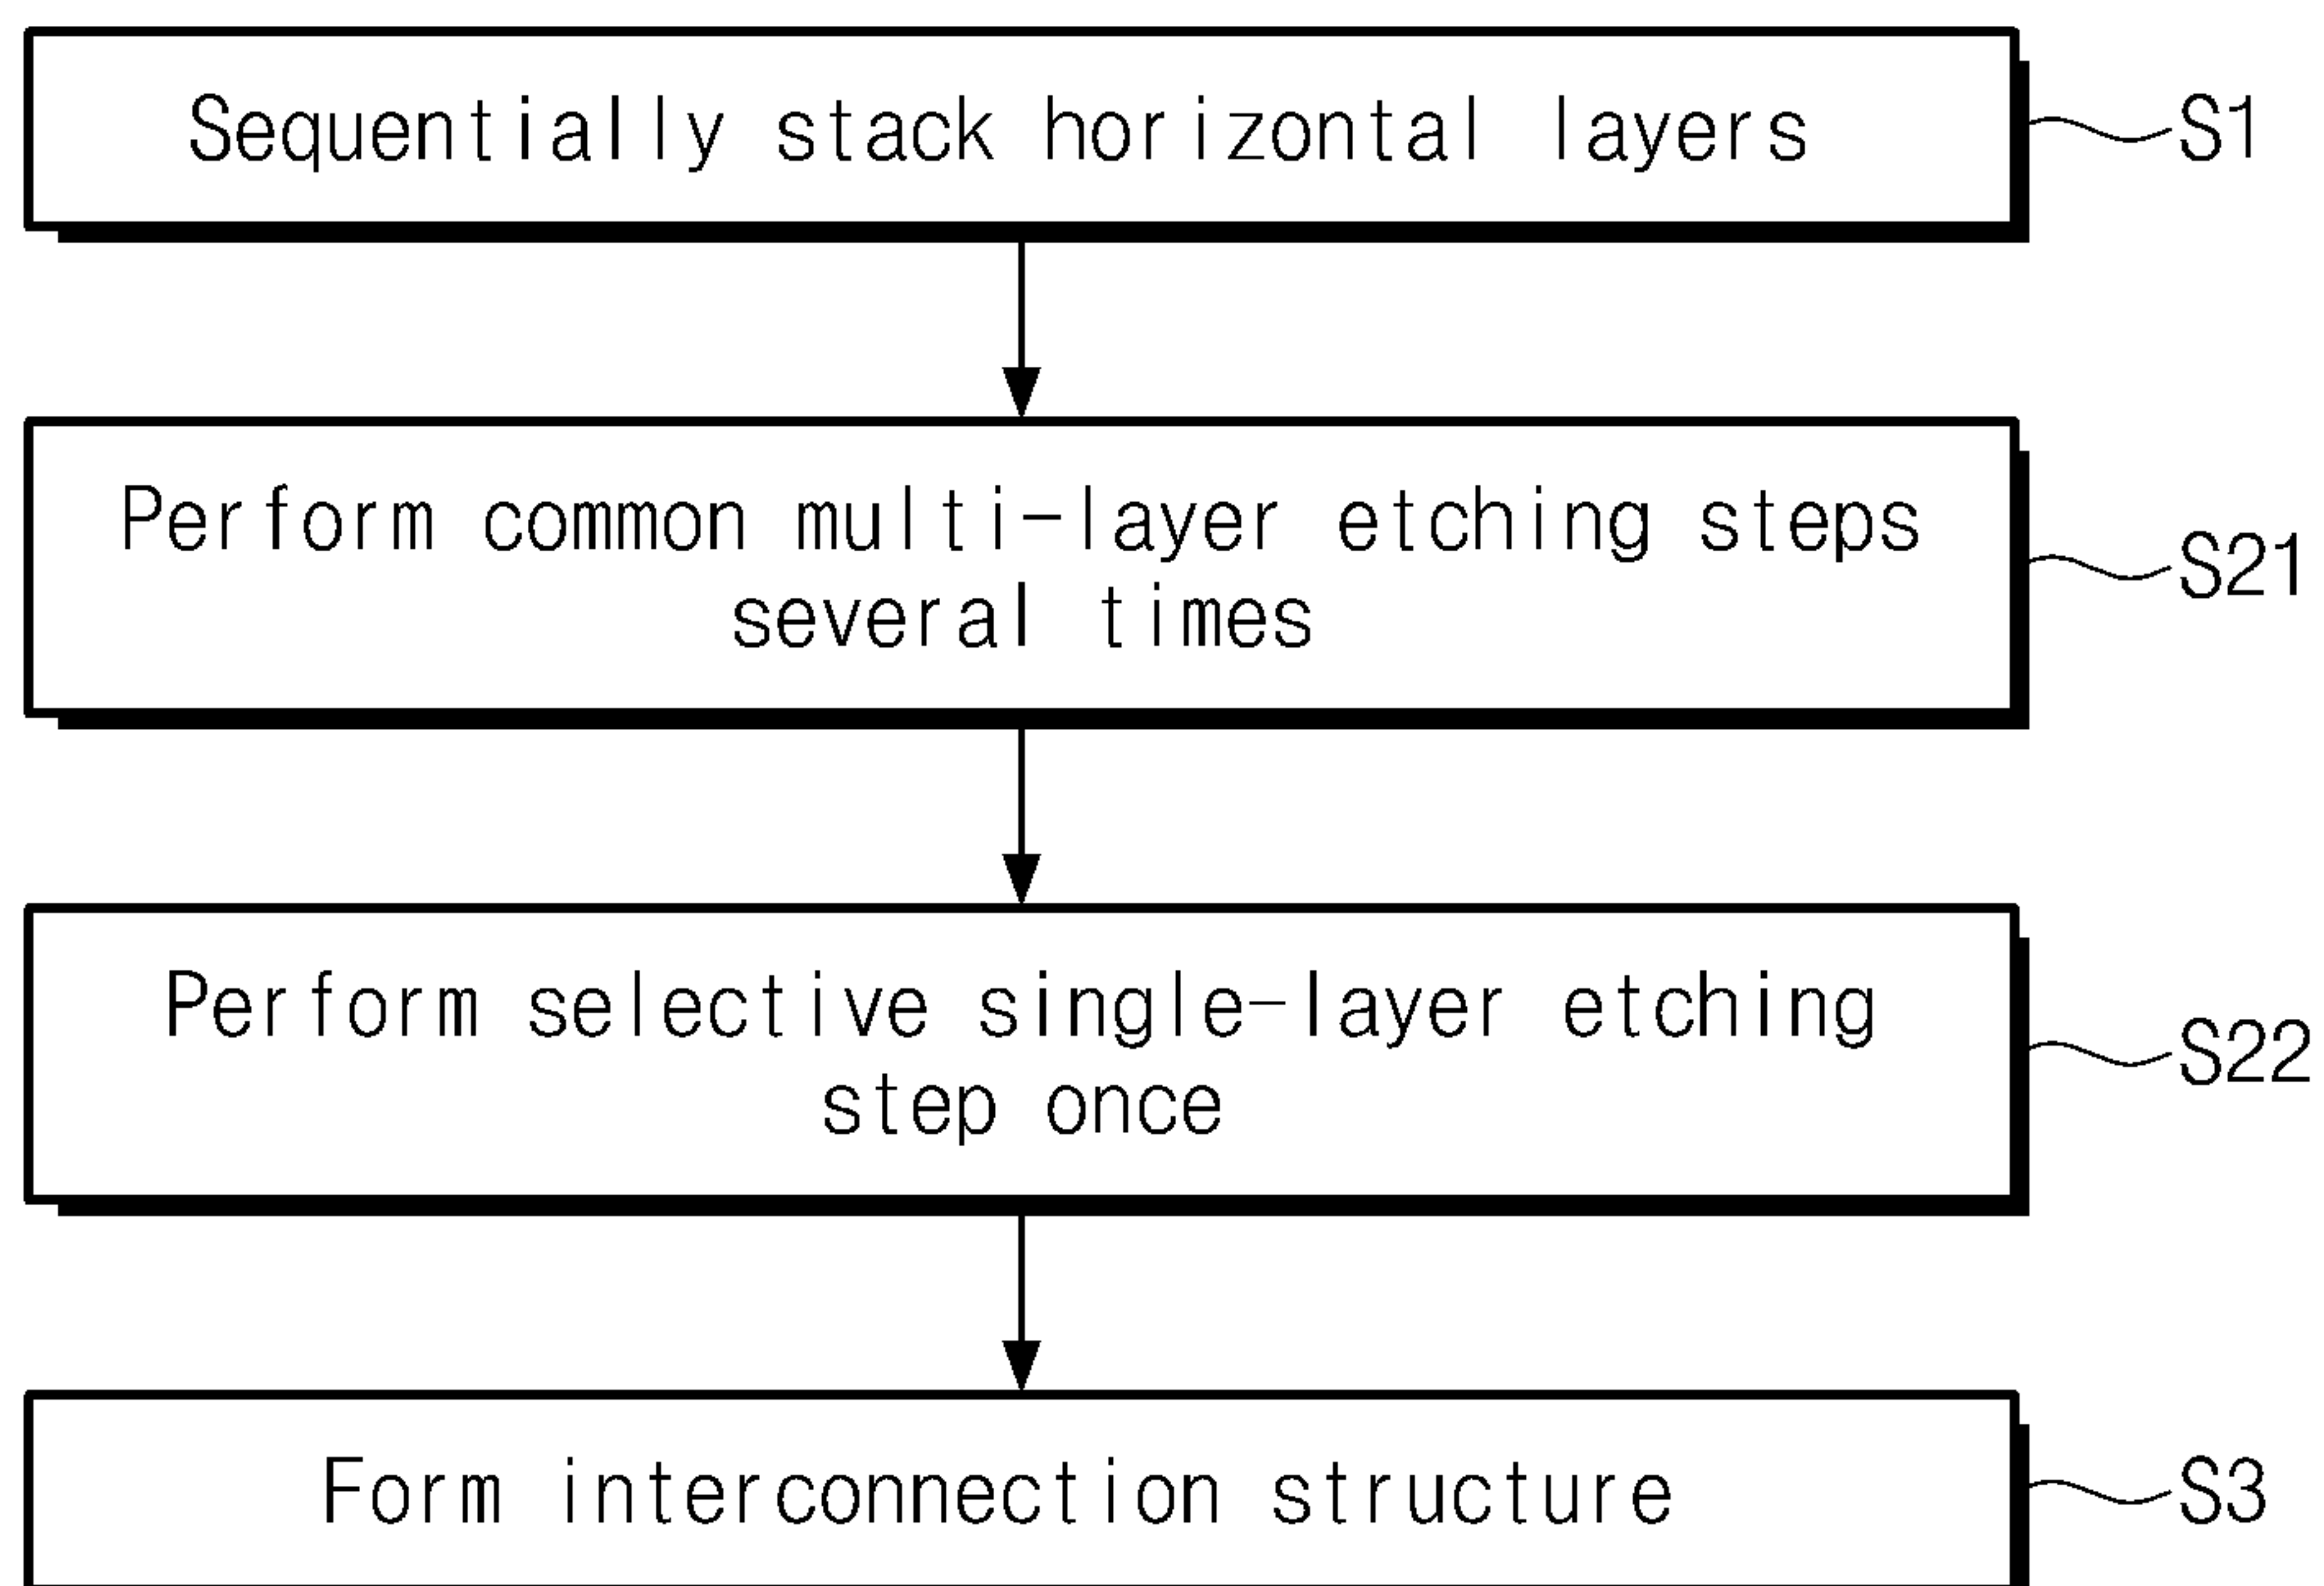 Sequentially stack horizontal layers S1
Perform common multi-layer etching steps
several times
S21
Perform selective single-layer etching
step once
S22
Form interconnection structure S3